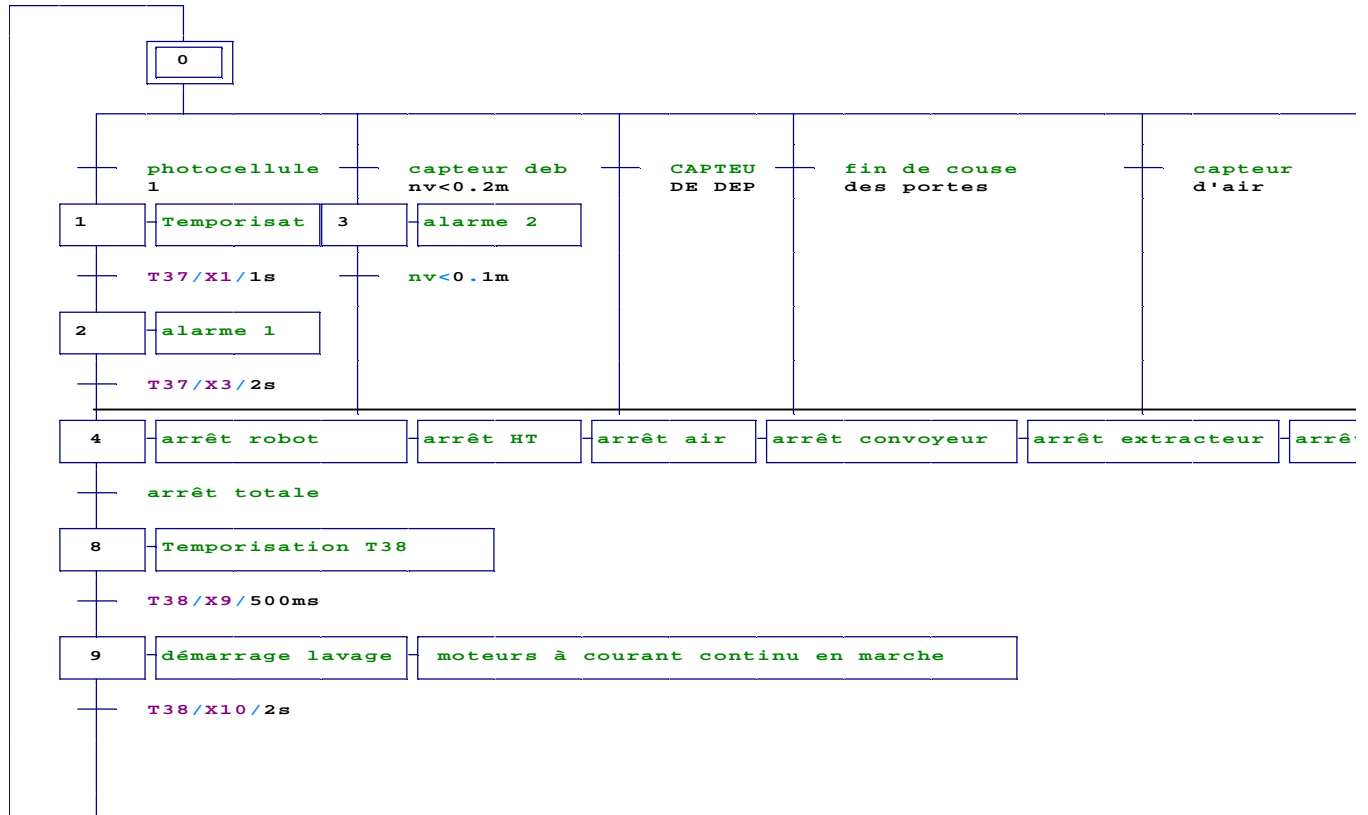 0
photocellule
1
capteur deb
nv<0.2m
CAPTEU
DE DEP
fin de couse
des portes
capteur
d'air
1 Temporisat 3 alarme 2
T37/X1/1s nv<0.1m
2 alarme 1
T37/X3/2s
4 arrêt robot arrêt HT arrêt air arrêt convoyeur arrêt extracteur arrêt
arrêt totale
8 Temporisation T38
T38/X9/500ms
9 démarrage lavage moteurs à courant continu en marche
T38/X10/2s